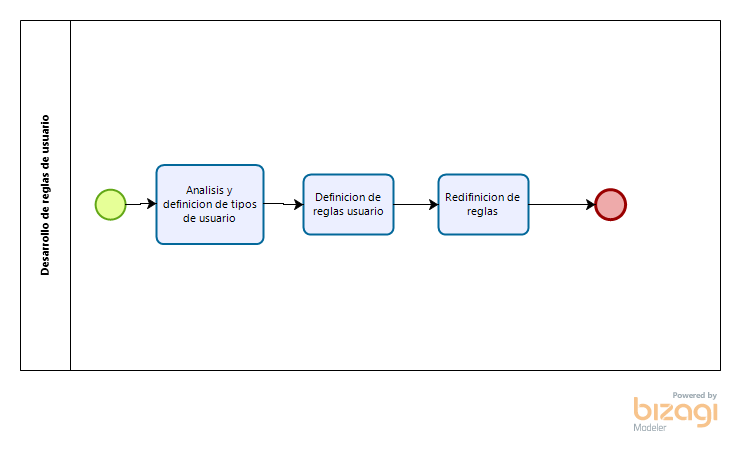 Desarrollo de reglas de usuario
Analisis y
definicion de tipos
de usuario
Definicion de
reglas usuario
Redifinicion de
reglas
Powered by
bizagi
Modeler